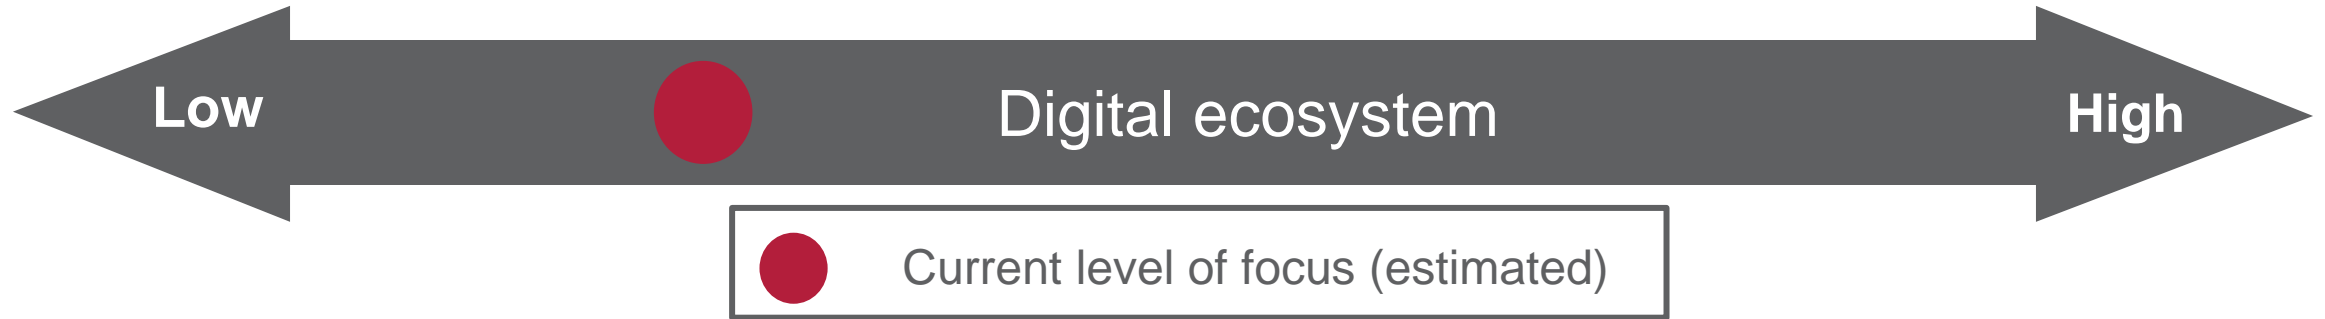 Low Digital ecosystem High
Current level of focus (estimated)